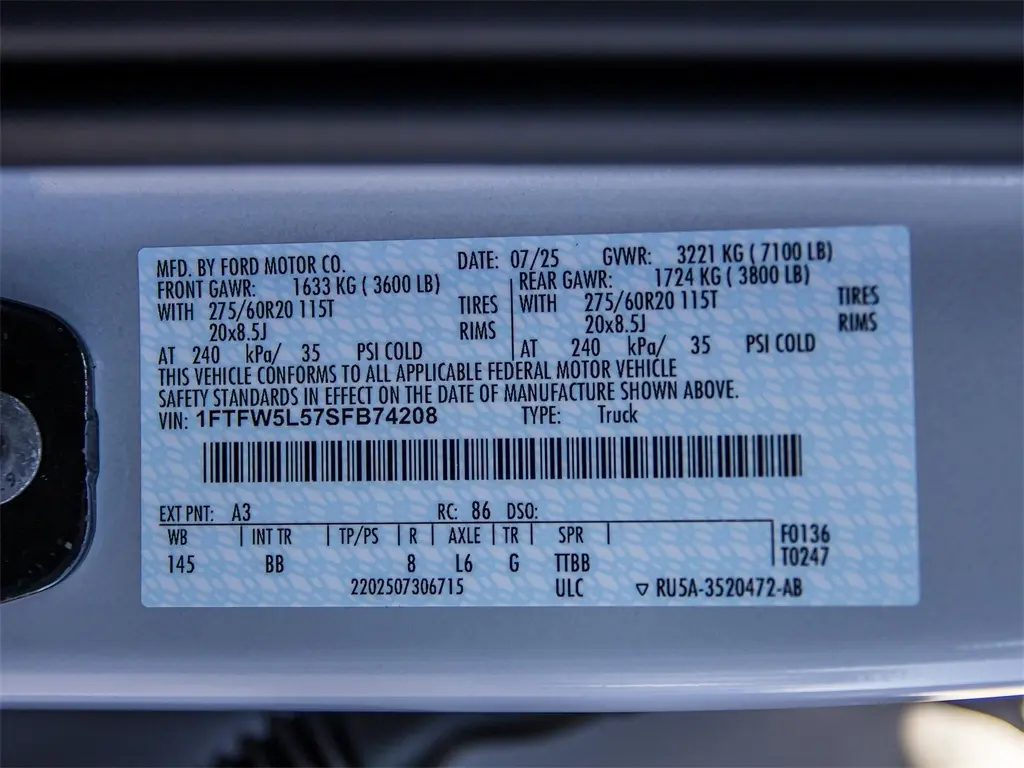 MFD. BY FORD MOTOR CO. DATE: 07/25 GVWR: 3221 KG ( 7100 LB)
FRONT GAWR: 1633 KG ( 3600 LB) REAR GAWR: 1724 KG ( 3800 LB)
WITH 275/60R20 115T TIRES WITH 275/60R20 115T TIRES
20x8.5J RIMS 20x8.5J RIMS
AT 240 kPa/ 35 PSI COLD AT 240 kPa/ 35 PSI COLD
THIS VEHICLE CONFORMS TO ALL APPLICABLE FEDERAL MOTOR VEHICLE
SAFETY STANDARDS IN EFFECT ON THE DATE OF MANUFACTURE SHOWN ABOVE.
VIN: 1FTFW5L57SFB74208 TYPE: Truck
EXT PNT: A3 RC: 86 DSO:
WB INT TR TP/PS R AXLE TR SPR F0136
145 BB 8 L6 G TTBB T0247
2202507306715 ULC ▽ RU5A-3520472-AB